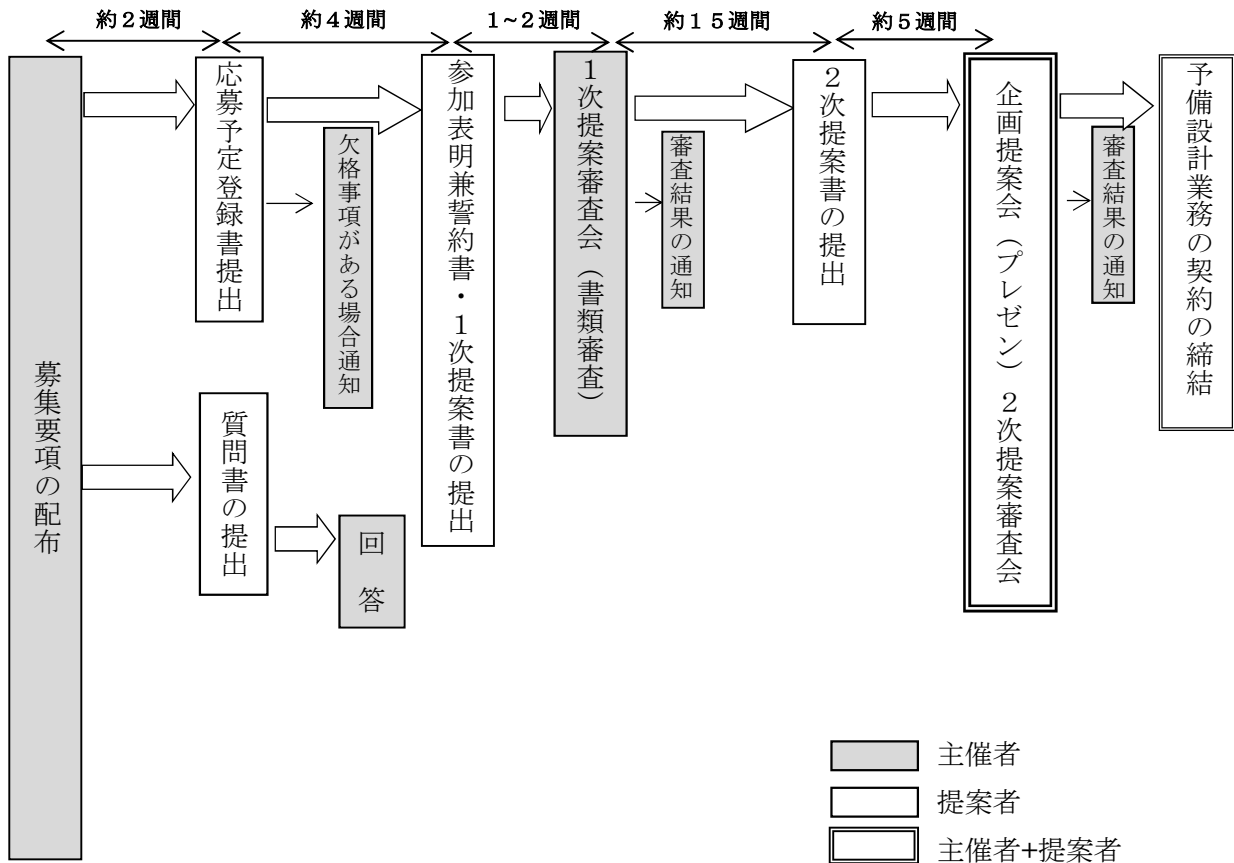 約２週間
約４週間
1~２週間
約１５週間
約５週間
募集要項の配布
応募予定登録書提出
欠格事項がある場合通知
参加表明兼誓約書・１次提案書の提出
１次提案審査会（書類審査）
審査結果の通知
２次提案書の提出
企画提案会（プレゼン）２次提案審査会
審査結果の通知
予備設計業務の契約の締結
質問書の提出
回答
主催者
提案者
主催者+提案者